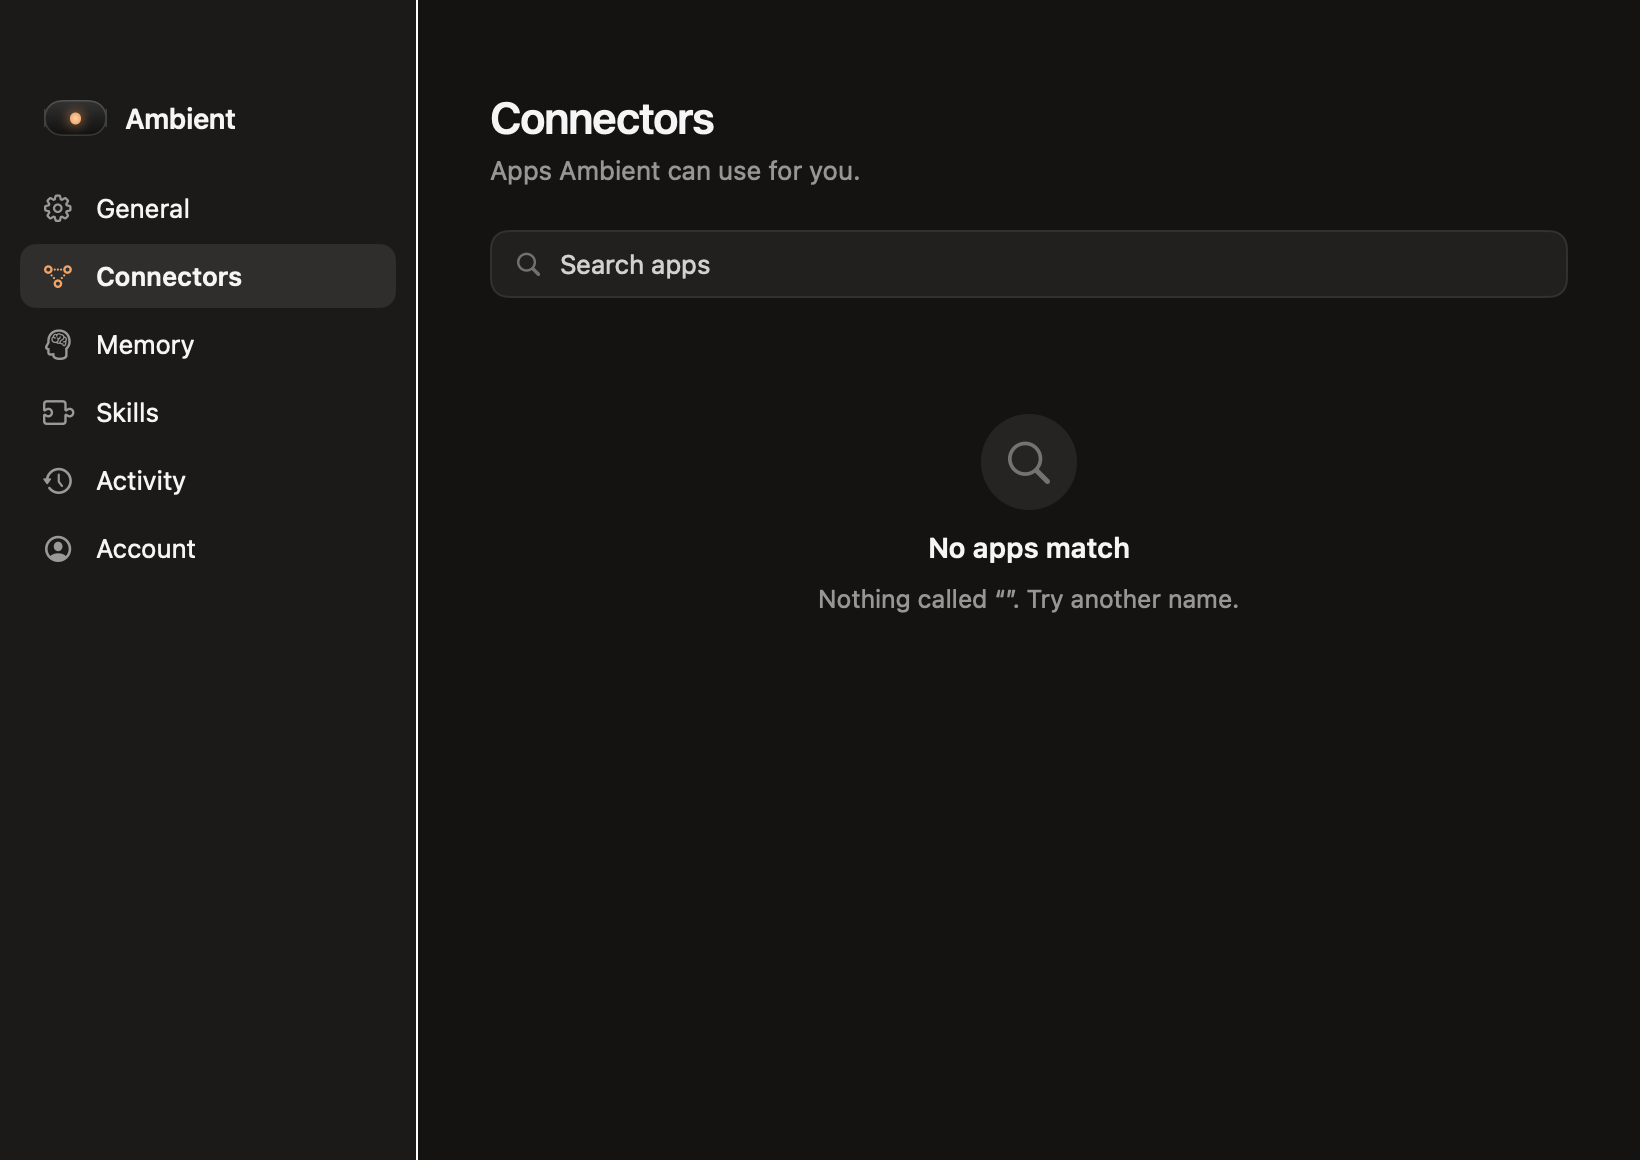 Ambient
General
Connectors
Memory
Skills
Activity
Account
Connectors
Apps Ambient can use for you.
Search apps
No apps match
Nothing called “”. Try another name.